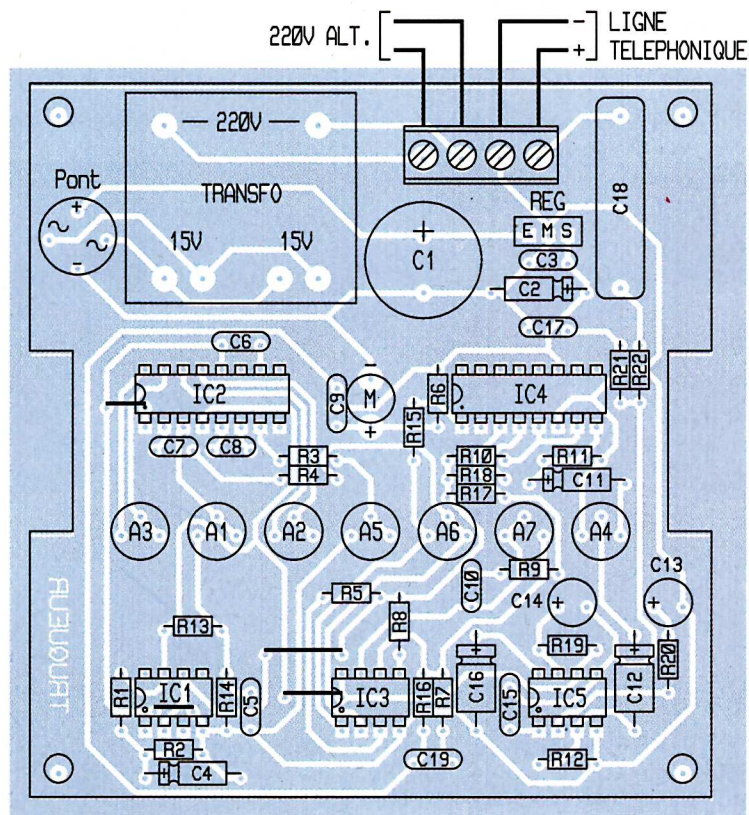 220V ALT.
- LIGNE
+ TELEPHONIQUE
220V
Pont
+
TRANSFO
15V
15V
-
+
C1
REG
E M S
C3
C2
+
C18
C17
C6
IC2
C9
-
M
+
R6
IC4
R21
R22
R15
C7
C8
R3
R4
R10
R18
R17
R11
+
C11
A3
A1
A2
A5
A6
A7
A4
TRUQUEUR
R13
R5
R8
C10
R9
C14
+
C13
+
R19
R20
R1
IC1
R14
C5
IC3
R16
R7
+
C16
C15
IC5
+
C12
R2
+
C4
C19
R12